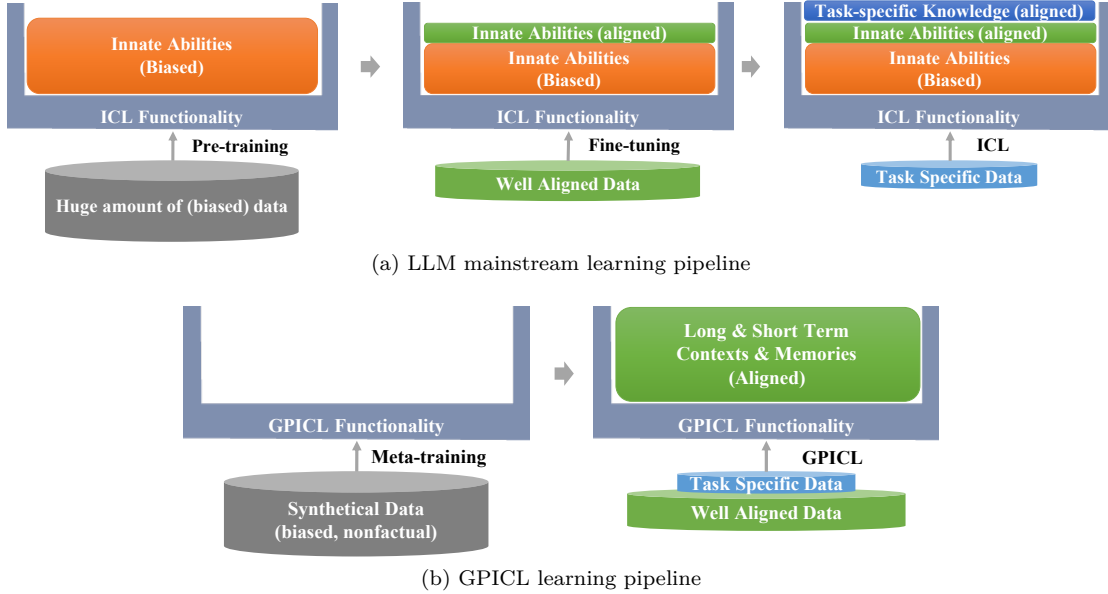 Innate Abilities
(Biased)
ICL Functionality
Pre-training
Huge amount of (biased) data
Innate Abilities (aligned)
Innate Abilities
(Biased)
ICL Functionality
Fine-tuning
Well Aligned Data
Task-specific Knowledge (aligned)
Innate Abilities (aligned)
Innate Abilities
(Biased)
ICL Functionality
ICL
Task Specific Data
(a) LLM mainstream learning pipeline
GPICL Functionality
Meta-training
Synthetical Data
(biased, nonfactual)
Long & Short Term
Contexts & Memories
(Aligned)
GPICL Functionality
GPICL
Task Specific Data
Well Aligned Data
(b) GPICL learning pipeline